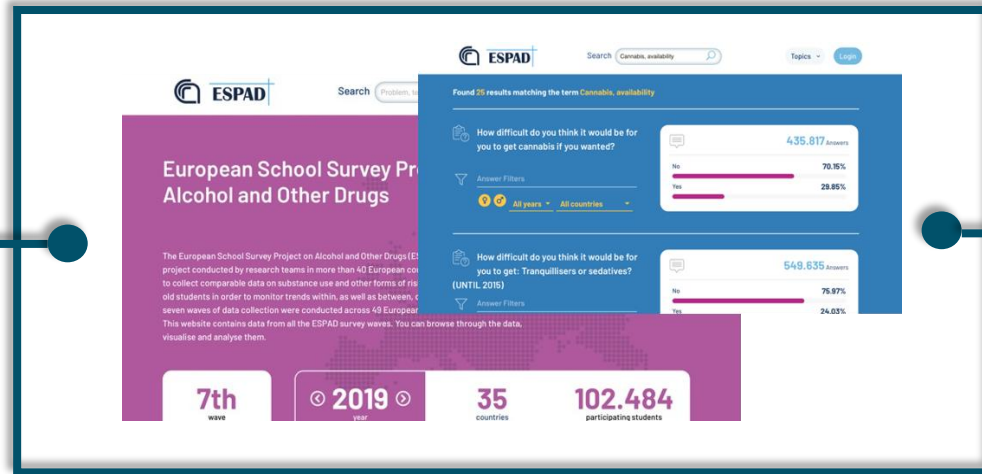 ESPAD
Search
European School Survey
Alcohol and Other Drugs
The European School Survey Project on Alcohol and Other Drugs
project conducted by research teams in more than 40 European
to collect comparable data on substance use and other forms of
old students in order to monitor trends within, as well as between,
seven waves of data collection were conducted across 49 European
This website contains data from all the ESPAD survey waves. You can browse through the data,
visualise and analyse them.
7th
wave
2019
year
35
countries
102.484
participating students
ESPAD
Search
Cannabis, availability
Topics
Login
Found 25 results matching the term Cannabis, availability
How difficult do you think it would be for
you to get cannabis if you wanted?
Answer Filters
All years
All countries
435.817 Answers
No
70.15%
Yes
29.85%
How difficult do you think it would be for
you to get: Tranquillisers or sedatives?
(UNTIL 2015)
Answer Filters
549.635 Answers
No
75.97%
Yes
24.03%